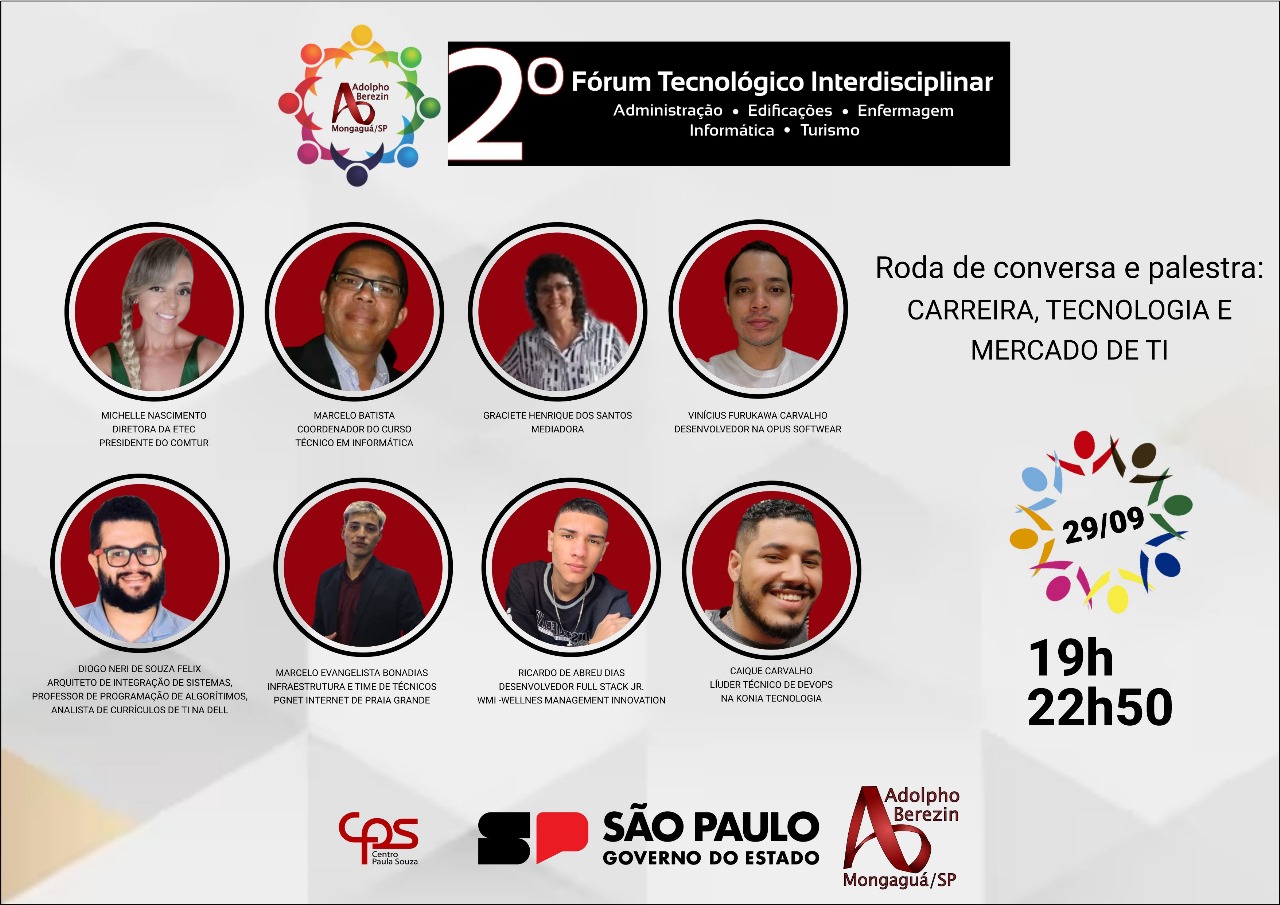 Adolpho
Berezin
Mongaguá/SP
2º Fórum Tecnológico Interdisciplinar
Administração • Edificações • Enfermagem
Informática • Turismo
Roda de conversa e palestra:
CARREIRA, TECNOLOGIA E
MERCADO DE TI
MICHELLE NASCIMENTO
DIRETORA DA ETEC
PRESIDENTE DO COMTUR
MARCELO BATISTA
COORDENADOR DO CURSO
TÉCNICO EM INFORMÁTICA
GRACIETE HENRIQUE DOS SANTOS
MEDIADORA
VINÍCIUS FURUKAWA CARVALHO
DESENVOLVEDOR NA OPUS SOFTWEAR
DIOGO NERI DE SOUZA FELIX
ARQUITETO DE INTEGRAÇÃO DE SISTEMAS,
PROFESSOR DE PROGRAMAÇÃO DE ALGORÍTIMOS,
ANALISTA DE CURRÍCULOS DE TI NA DELL
MARCELO EVANGELISTA BONADIAS
INFRAESTRUTURA E TIME DE TÉCNICOS
PGNET INTERNET DE PRAIA GRANDE
RICARDO DE ABREU DIAS
DESENVOLVEDOR FULL STACK JR.
WMI -WELLNES MANAGEMENT INNOVATION
CAIQUE CARVALHO
LÍUDER TÉCNICO DE DEVOPS
NA KONIA TECNOLOGIA
29/09
19h
22h50
cps
Centro
Paula Souza
SP
SÃO PAULO
GOVERNO DO ESTADO
Adolpho
Berezin
Mongaguá/SP